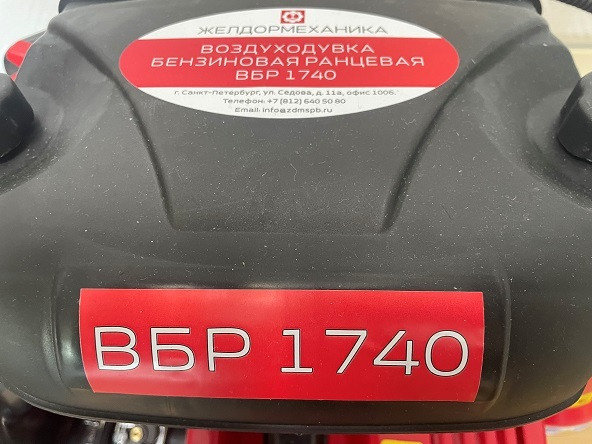 ЖЕЛДОРМЕХАНИКА
ВОЗДУХОДУВКА
БЕНЗИНОВАЯ РАНЦЕВАЯ
ВБР 1740
г. Санкт-Петербург, ул. Седова, д. 11а, офис 1006.
Телефон: +7 (812) 640 50 80
Email: info@zdmspb.ru
ВБР 1740